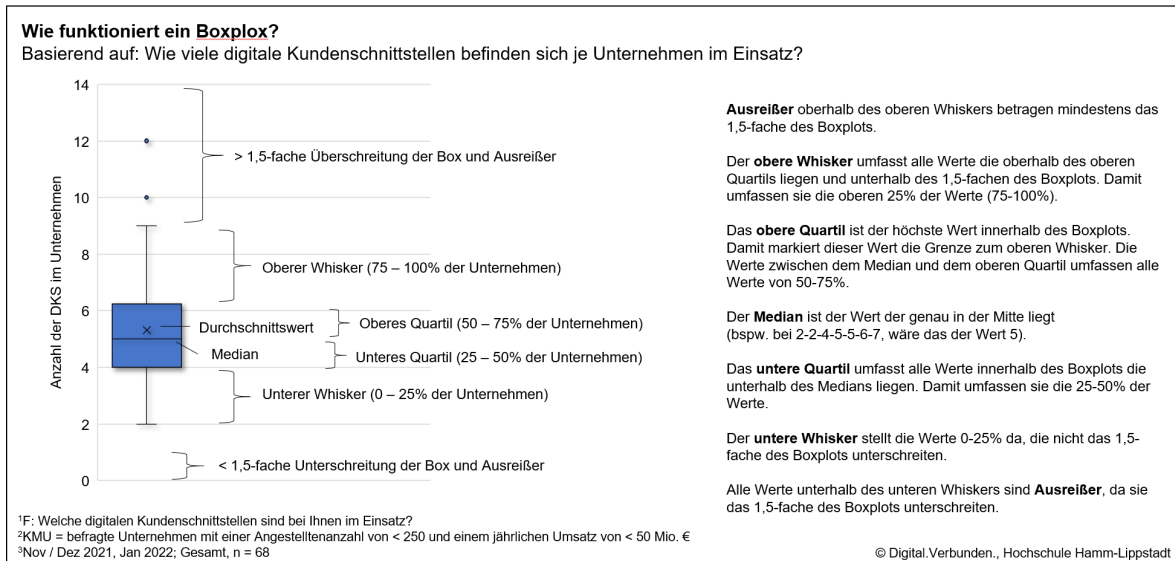 Wie funktioniert ein Boxplox?
Basierend auf: Wie viele digitale Kundenschnittstellen befinden sich je Unternehmen im Einsatz?
Anzahl der DKS im Unternehmen
14
12
10
8
6
4
2
0
> 1,5-fache Überschreitung der Box und Ausreißer
Oberer Whisker (75 – 100% der Unternehmen)
Durchschnittswert
Oberes Quartil (50 – 75% der Unternehmen)
Median
Unteres Quartil (25 – 50% der Unternehmen)
Unterer Whisker (0 – 25% der Unternehmen)
< 1,5-fache Unterschreitung der Box und Ausreißer
Ausreißer oberhalb des oberen Whiskers betragen mindestens das
1,5-fache des Boxplots.
Der obere Whisker umfasst alle Werte die oberhalb des oberen
Quartils liegen und unterhalb des 1,5-fachen des Boxplots. Damit
umfassen sie die oberen 25% der Werte (75-100%).
Das obere Quartil ist der höchste Wert innerhalb des Boxplots.
Damit markiert dieser Wert die Grenze zum oberen Whisker. Die
Werte zwischen dem Median und dem oberen Quartil umfassen alle
Werte von 50-75%.
Der Median ist der Wert der genau in der Mitte liegt
(bspw. bei 2-2-4-5-5-6-7, wäre das der Wert 5).
Das untere Quartil umfasst alle Werte innerhalb des Boxplots die
unterhalb des Medians liegen. Damit umfassen sie die 25-50% der
Werte.
Der untere Whisker stellt die Werte 0-25% da, die nicht das 1,5-
fache des Boxplots unterschreiten.
Alle Werte unterhalb des unteren Whiskers sind Ausreißer, da sie
das 1,5-fache des Boxplots unterschreiten.
¹F: Welche digitalen Kundenschnittstellen sind bei Ihnen im Einsatz?
²KMU = befragte Unternehmen mit einer Angestelltenanzahl von < 250 und einem jährlichen Umsatz von < 50 Mio. €
³Nov / Dez 2021, Jan 2022; Gesamt, n = 68
© Digital.Verbunden., Hochschule Hamm-Lippstadt